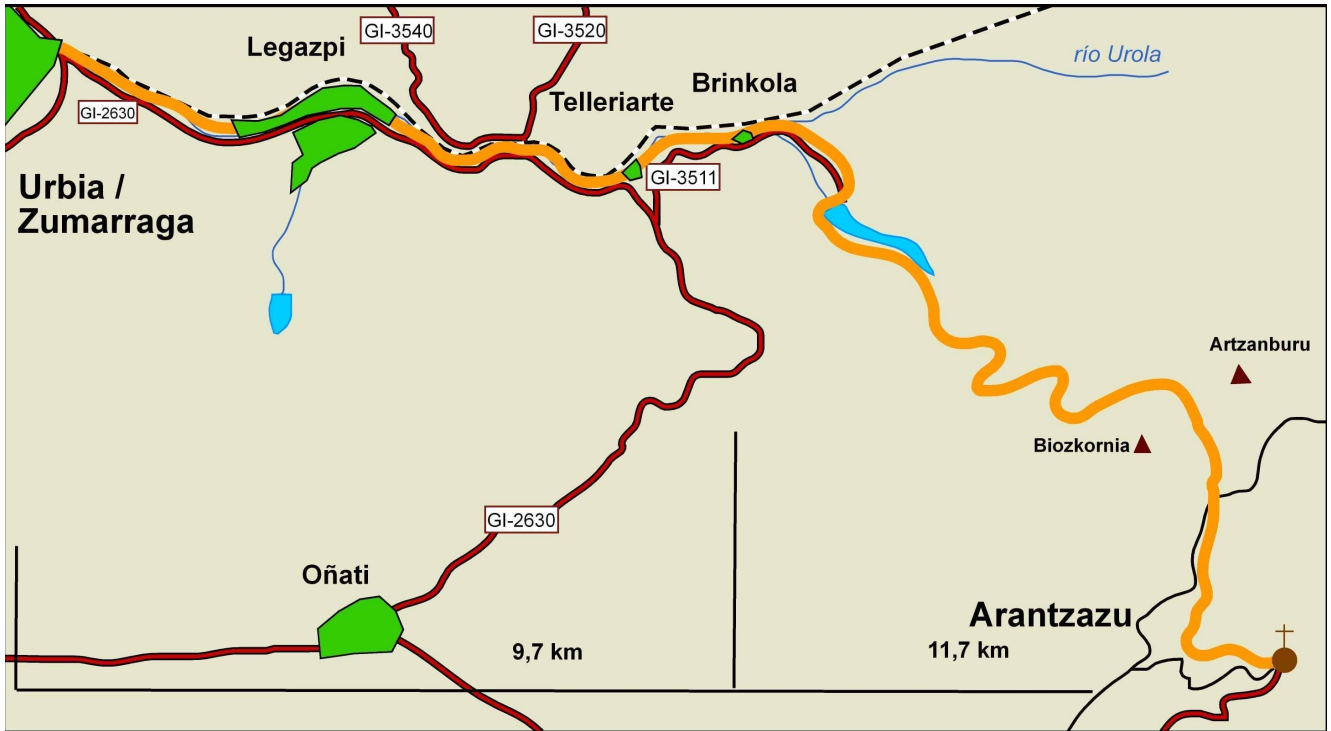 GI-3540
GI-3520
Legazpi
río Urola
Brinkola
Telleriarte
GI-2630
GI-3511
Urbia /
Zumarraga
Artzanburu
Biozkornia
GI-2630
Oñati
Arantzazu
9,7 km
11,7 km